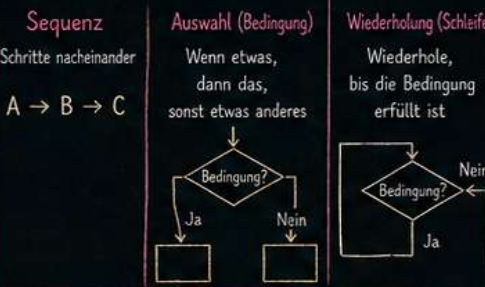 Sequenz
Schritte nacheinander
A → B → C
Auswahl (Bedingung)
Wenn etwas,
dann das,
sonst etwas anderes
Bedingung?
Ja
Nein
Wiederholung (Schleife
Wiederhole,
bis die Bedingung
erfüllt ist
Nein
Bedingung?
Ja